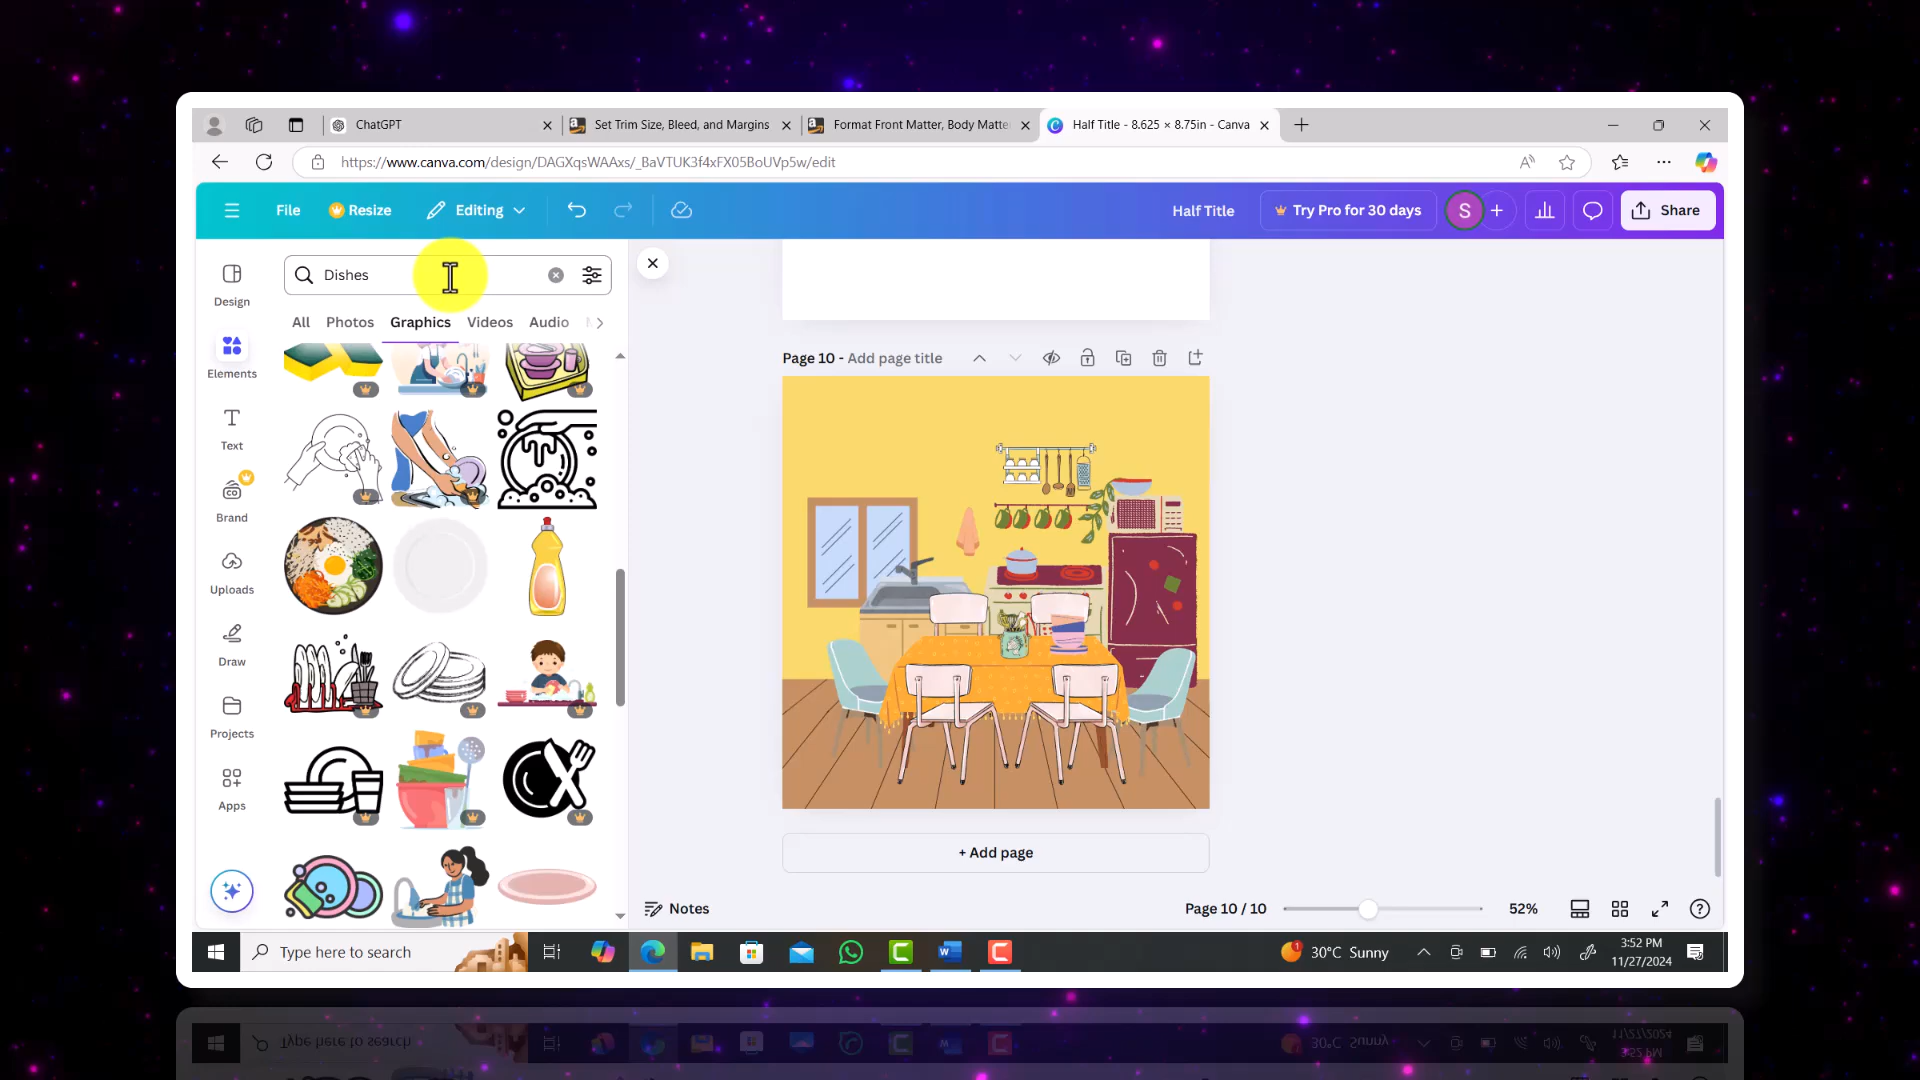 ChatGPT
Set Trim Size, Bleed, and Margins
Format Front Matter, Body Matte
Half Title - 8.625 × 8.75in - Canva
https://www.canva.com/design/DAGXqsWAAxs/_BaVTUK3f4xFX05BoUVp5w/edit
File
Resize
Editing
Half Title
Try Pro for 30 days
S
+
Share
Design
Elements
Text
Brand
Uploads
Draw
Projects
Apps
Dishes
All
Photos
Graphics
Videos
Audio
Page 10 - Add page title
+ Add page
Notes
Page 10 / 10
52%
Type here to search
1
30°C Sunny
3:52 PM
11/27/2024